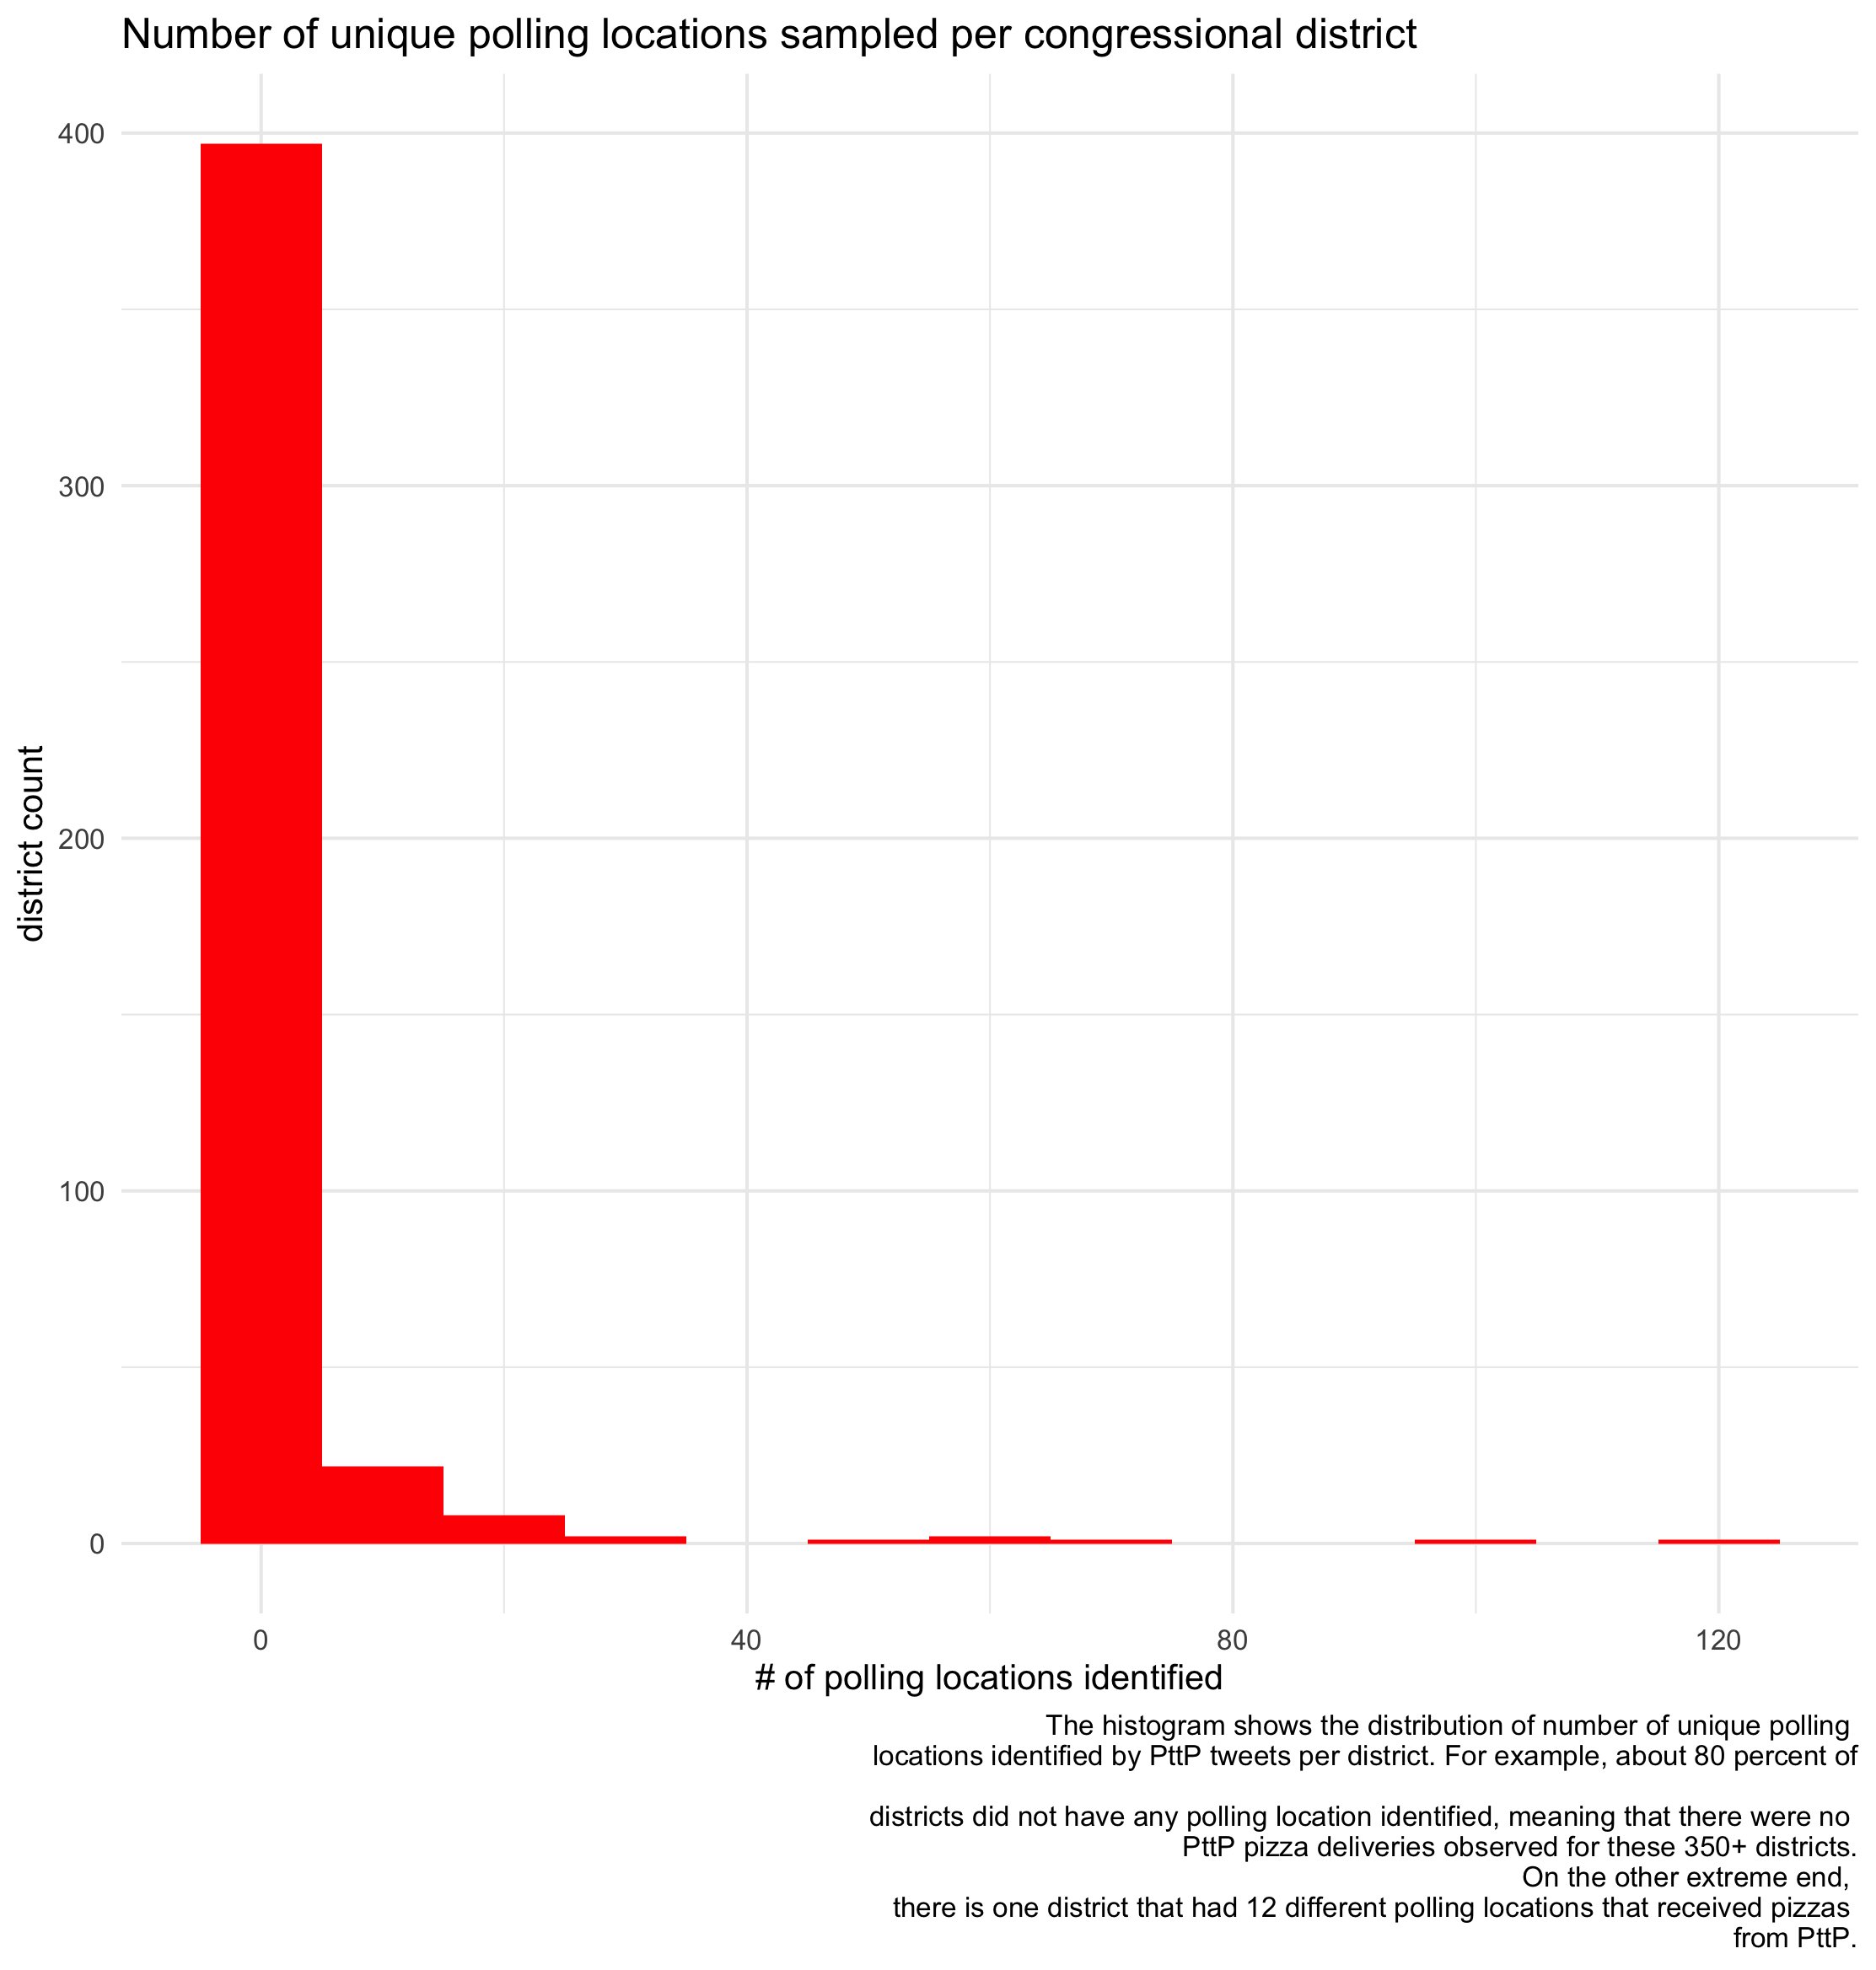 Number of unique polling locations sampled per congressional district
400
300
200
100
0
district count
0 40 80 120
# of polling locations identified
The histogram shows the distribution of number of unique polling
locations identified by PttP tweets per district. For example, about 80 percent of
districts did not have any polling location identified, meaning that there were no
PttP pizza deliveries observed for these 350+ districts.
On the other extreme end,
there is one district that had 12 different polling locations that received pizzas
from PttP.